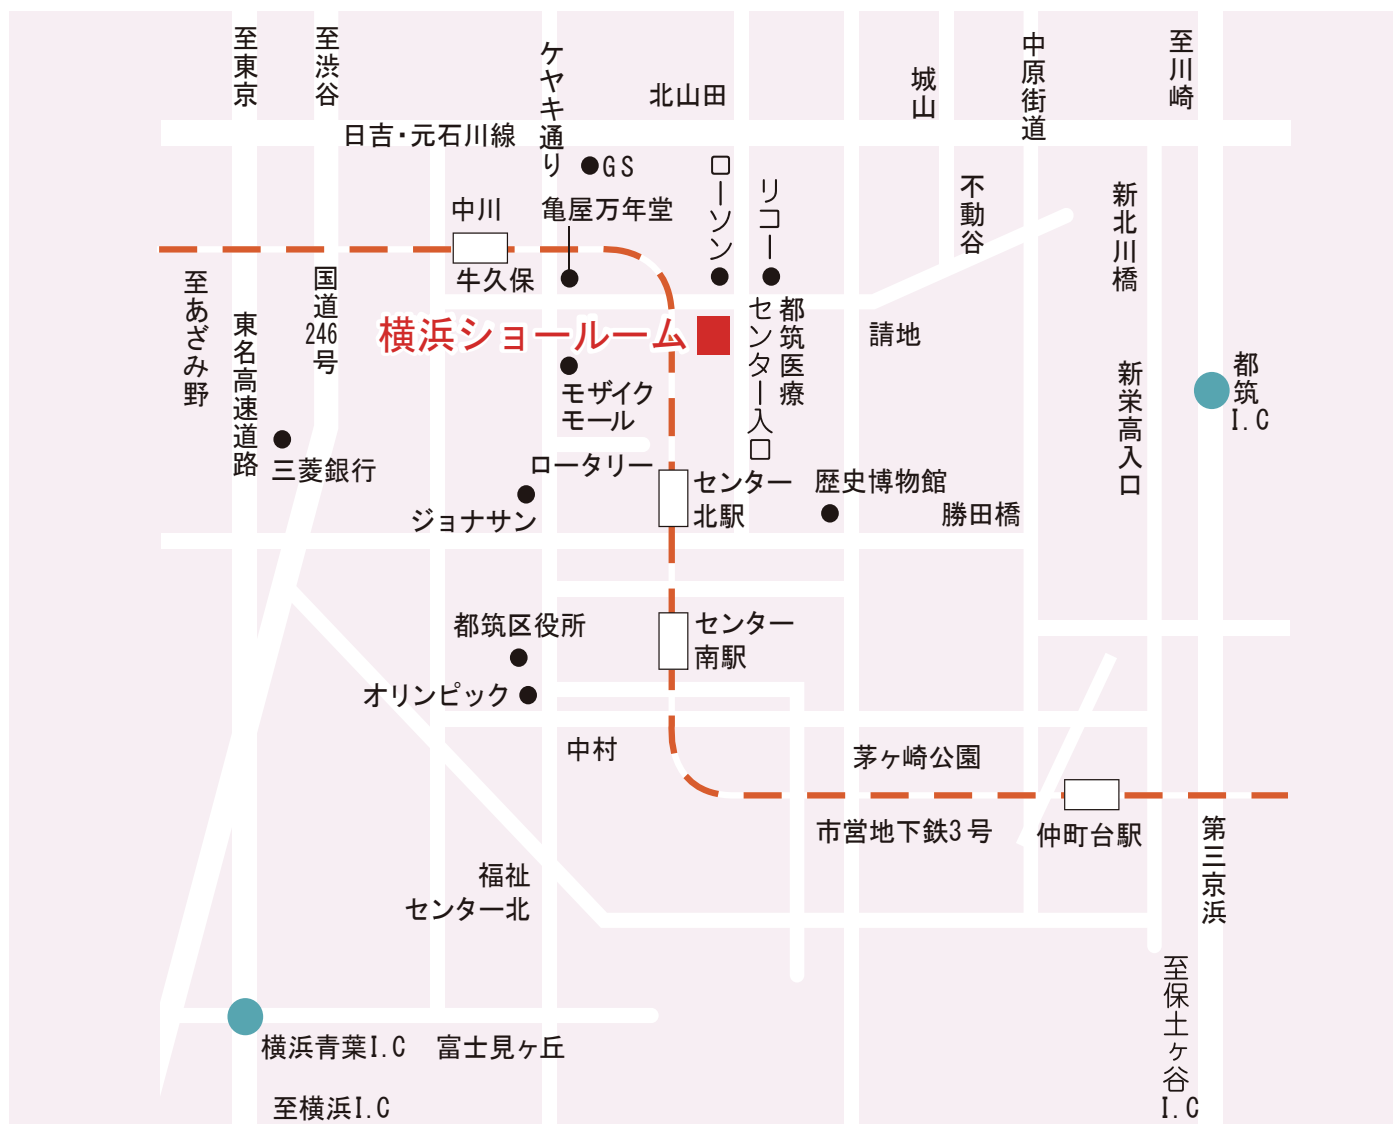 至東京
至渋谷
ケヤキ通り
北山田
城山
中原街道
至川崎
日吉・元石川線
GS
ローソン
リコー
不動谷
新北川橋
中川
亀屋万年堂
牛久保
至あざみ野
東名高速道路
国道246号
横浜ショールーム
都筑医療
センター入口
請地
新栄高入口
都筑
I.C
モザイク
モール
三菱銀行
ロータリー
ジョナサン
センター
北駅
歴史博物館
勝田橋
都筑区役所
センター
南駅
オリンピック
中村
茅ヶ崎公園
市営地下鉄3号
仲町台駅
第三京浜
福祉
センター北
至保土ヶ谷
I.C
横浜青葉I.C
富士見ヶ丘
至横浜I.C